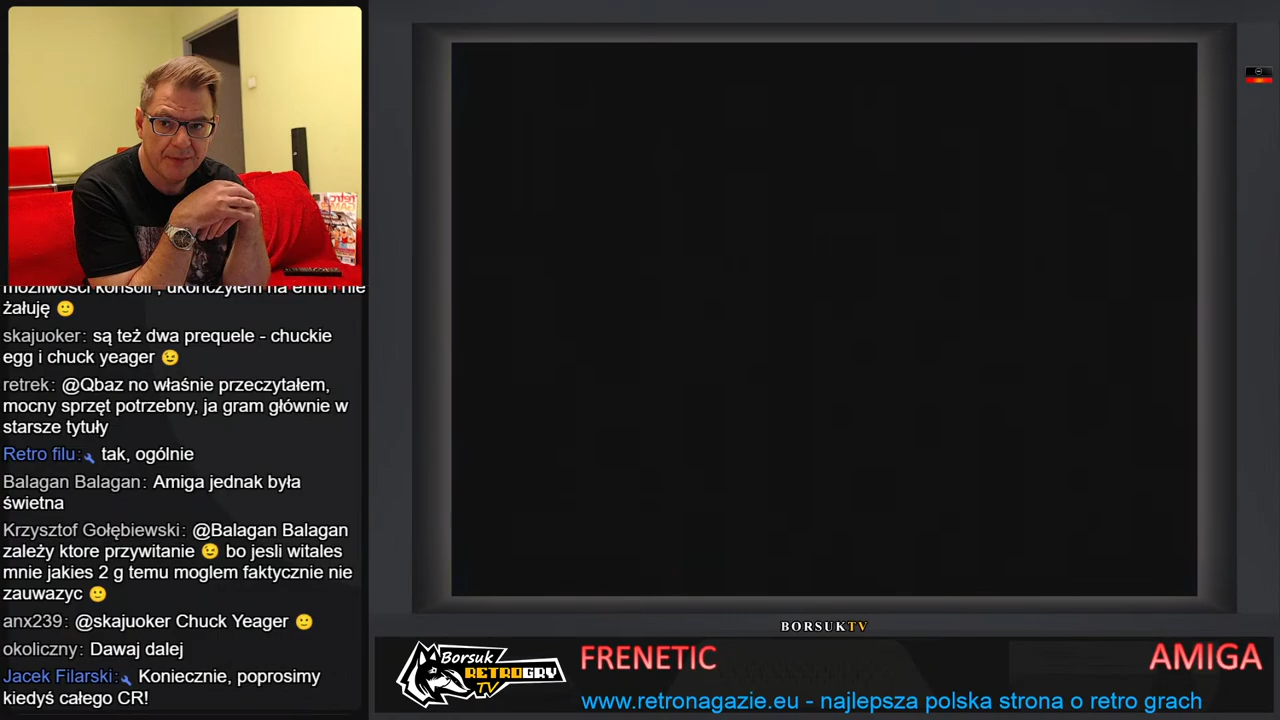 możliwości konsoli , ukończyłem na emu i nie
żałuję 🙂
skajuoker: są też dwa prequele - chuckie
egg i chuck yeager 😉
retrek: @Qbaz no właśnie przeczytałem,
mocny sprzęt potrzebny, ja gram głównie w
starsze tytuły
Retro filu: tak, ogólnie
Balagan Balagan: Amiga jednak była
świetna
Krzysztof Gołębiewski: @Balagan Balagan
zależy ktore przywitanie 😉 bo jesli witales
mnie jakies 2 g temu moglem faktycznie nie
zauwazyc 🙂
anx239: @skajuoker Chuck Yeager 🙂
okoliczny: Dawaj dalej
Jacek Filarski: Koniecznie, poprosimy
kiedyś całego CR!
BORSUKTV
Borsuk
RETROGRY
TV
FRENETIC
AMIGA
www.retronagazie.eu - najlepsza polska strona o retro grach